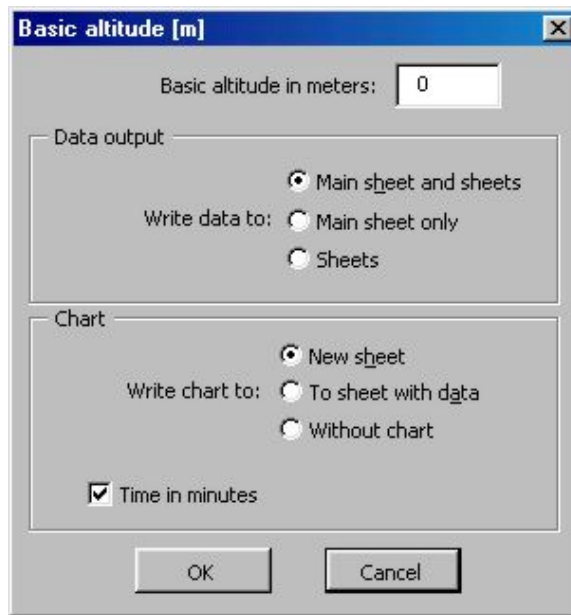 Basic altitude [m]
Basic altitude in meters: 0
Data output
Main sheet and sheets
Write data to: Main sheet only
Sheets
Chart
New sheet
Write chart to: To sheet with data
Without chart
Time in minutes
OK Cancel